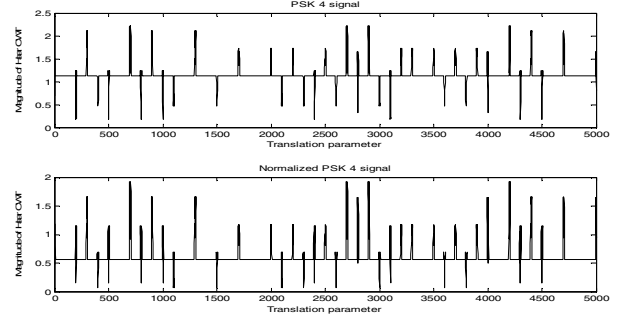 PSK 4 signal
2.5
2
1.5
1
0.5
0
Magnitude of Haar CWT
0 500 1000 1500 2000 2500 3000 3500 4000 4500 5000
Translation parameter
Normalized PSK 4 signal
2
1.5
1
0.5
0
Magnitude of Haar CWT
0 500 1000 1500 2000 2500 3000 3500 4000 4500 5000
Translation parameter